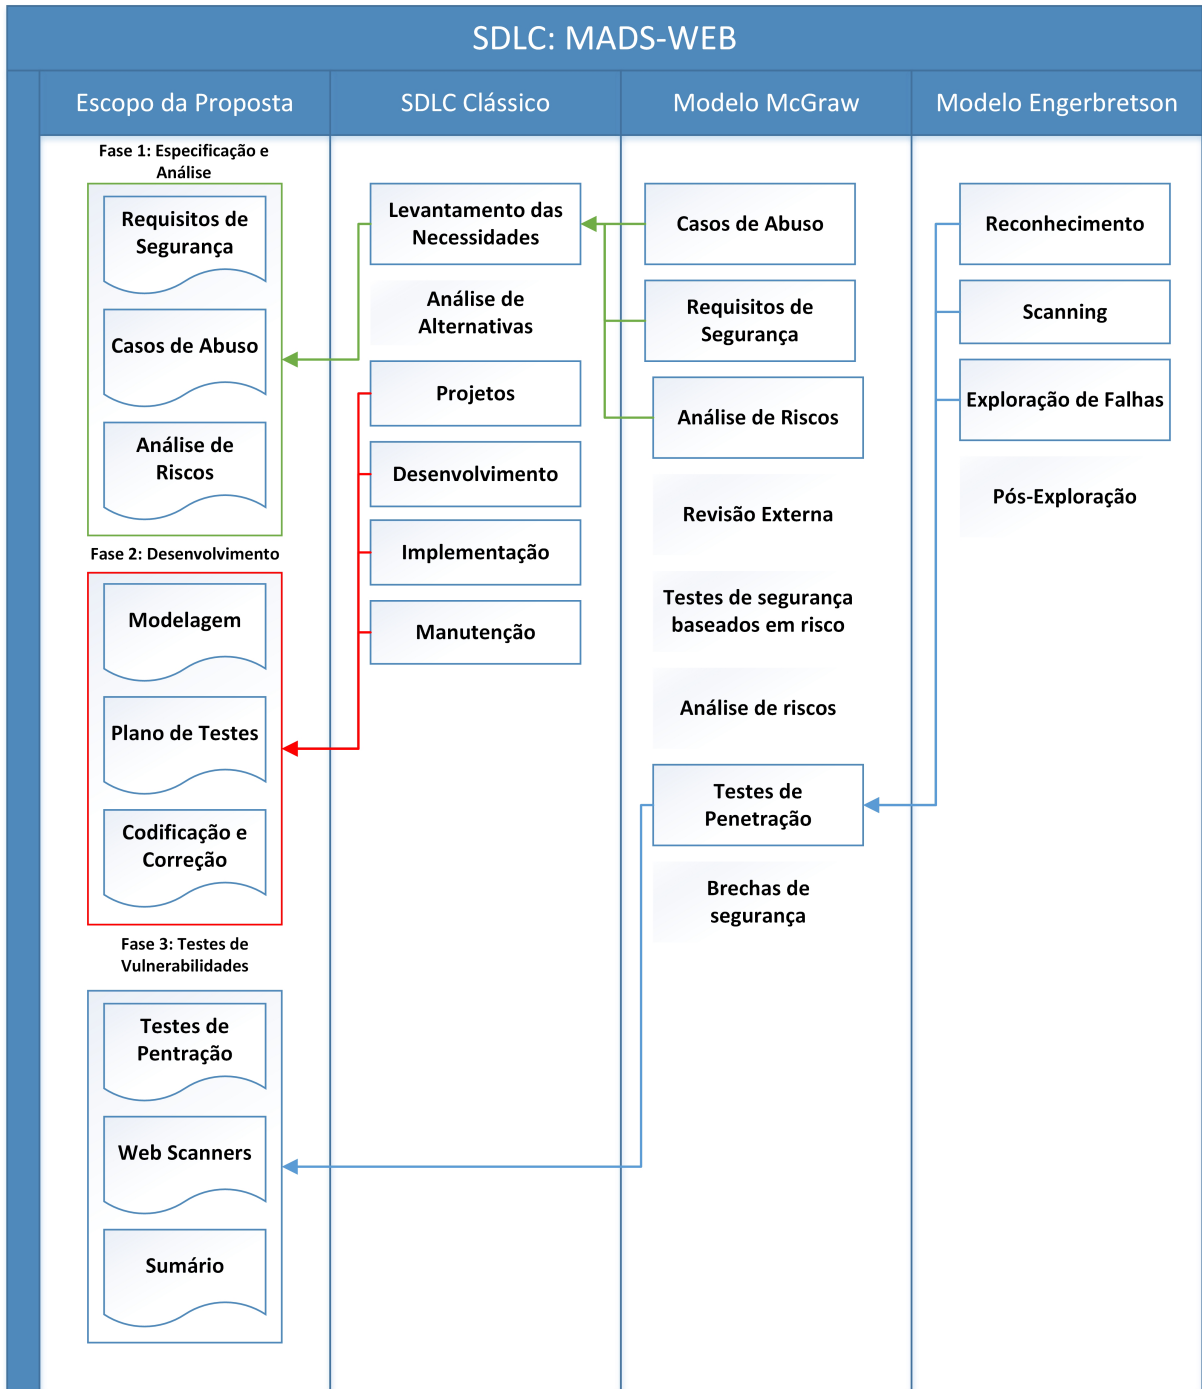 SDLC: MADS-WEB
Escopo da Proposta
SDLC Clássico
Modelo McGraw
Modelo Engerbretson
Fase 1: Especificação e
Análise
Requisitos de
Segurança
Casos de Abuso
Análise de
Riscos
Fase 2: Desenvolvimento
Modelagem
Plano de Testes
Codificação e
Correção
Fase 3: Testes de
Vulnerabilidades
Testes de
Pentração
Web Scanners
Sumário
Levantamento das
Necessidades
Análise de
Alternativas
Projetos
Desenvolvimento
Implementação
Manutenção
Casos de Abuso
Requisitos de
Segurança
Análise de Riscos
Revisão Externa
Testes de segurança
baseados em risco
Análise de riscos
Testes de
Penetração
Brechas de
segurança
Reconhecimento
Scanning
Exploração de Falhas
Pós-Exploração